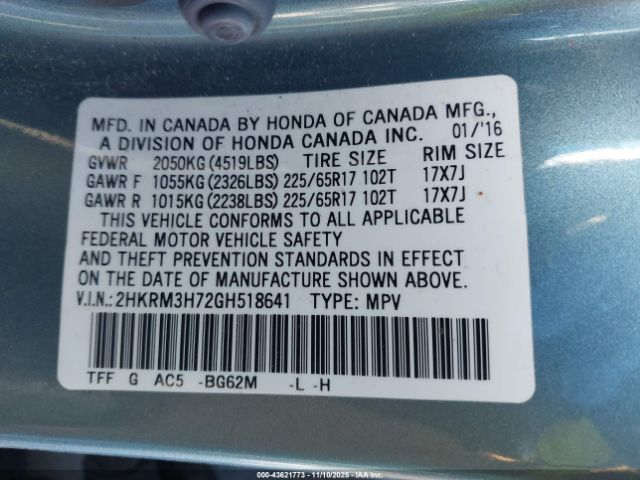 MFD. IN CANADA BY HONDA OF CANADA MFG.,
A DIVISION OF HONDA CANADA INC. 01/'16
GVWR 2050KG(4519LBS) TIRE SIZE RIM SIZE
GAWR F 1055KG(2326LBS) 225/65R17 102T 17X7J
GAWR R 1015KG(2238LBS) 225/65R17 102T 17X7J
THIS VEHICLE CONFORMS TO ALL APPLICABLE
FEDERAL MOTOR VEHICLE SAFETY
AND THEFT PREVENTION STANDARDS IN EFFECT
ON THE DATE OF MANUFACTURE SHOWN ABOVE.
V.I.N.:2HKRM3H72GH518641 TYPE: MPV
TFF G AC5 -BG62M -L -H
© 43621773 - 11/10/2025 - IAA Inc.